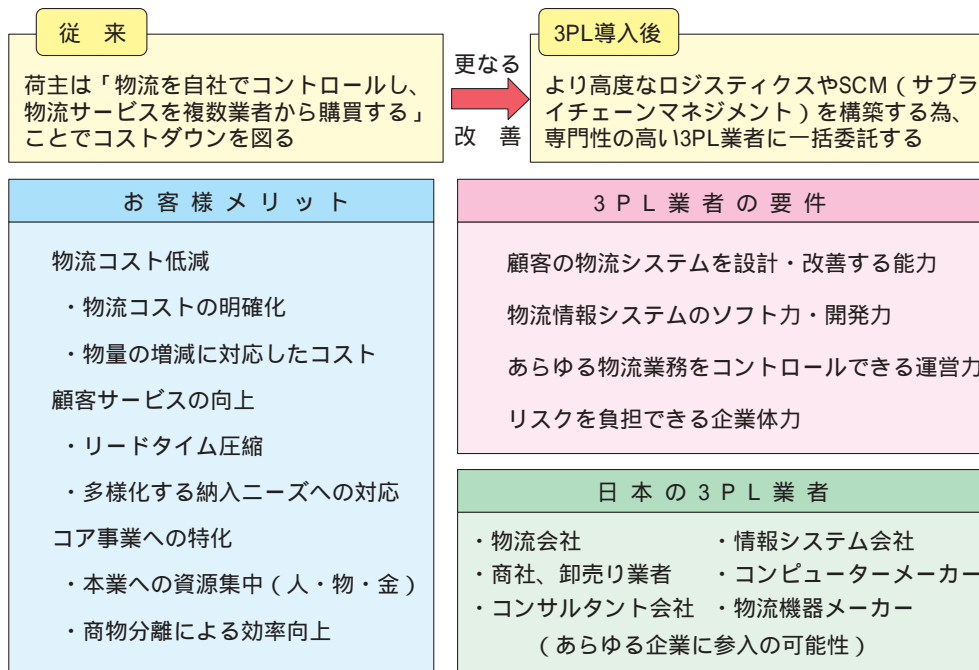 従来
荷主は「物流を自社でコントロールし、
物流サービスを複数業者から購買する」
ことでコストダウンを図る
更なる
改善
3PL導入後
より高度なロジスティクスやSCM(サプラ
イチェーンマネジメント)を構築する為、
専門性の高い3PL業者に一括委託する
お客様メリット
物流コスト低減
・物流コストの明確化
・物量の増減に対応したコスト
顧客サービスの向上
・リードタイム圧縮
・多様化する納入ニーズへの対応
コア事業への特化
・本業への資源集中(人・物・金)
・商物分離による効率向上
3PL業者の要件
顧客の物流システムを設計・改善する能力
物流情報システムのソフト力・開発力
あらゆる物流業務をコントロールできる運営力
リスクを負担できる企業体力
日本の3PL業者
・物流会社 ・情報システム会社
・商社、卸売り業者 ・コンピューターメーカー
・コンサルタント会社 ・物流機器メーカー
(あらゆる企業に参入の可能性)